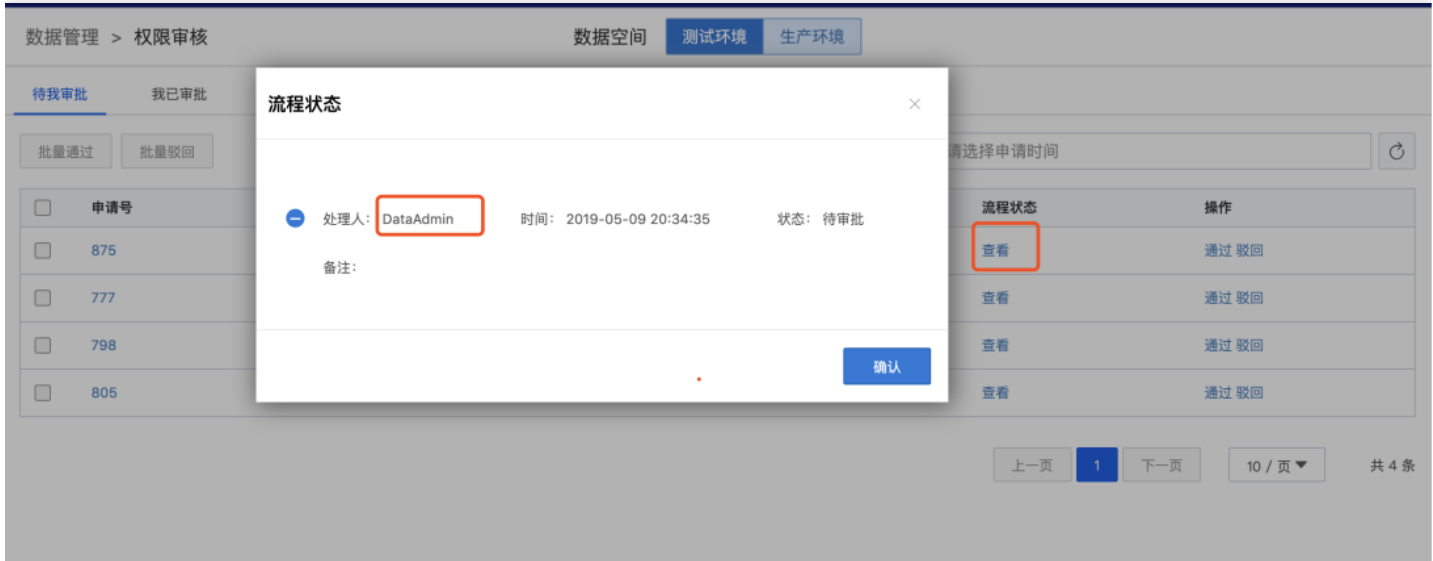 数据管理 > 权限审核 数据空间 测试环境 生产环境
待我审批 我已审批
流程状态 ×
批量通过 批量驳回 请选择申请时间
申请号 流程状态 操作
处理人： DataAdmin 时间： 2019-05-09 20:34:35 状态： 待审批
875 查看 通过 驳回
备注：
777 查看 通过 驳回
798 查看 通过 驳回
确认
805 查看 通过 驳回
上一页 1 下一页 10 / 页 共 4 条